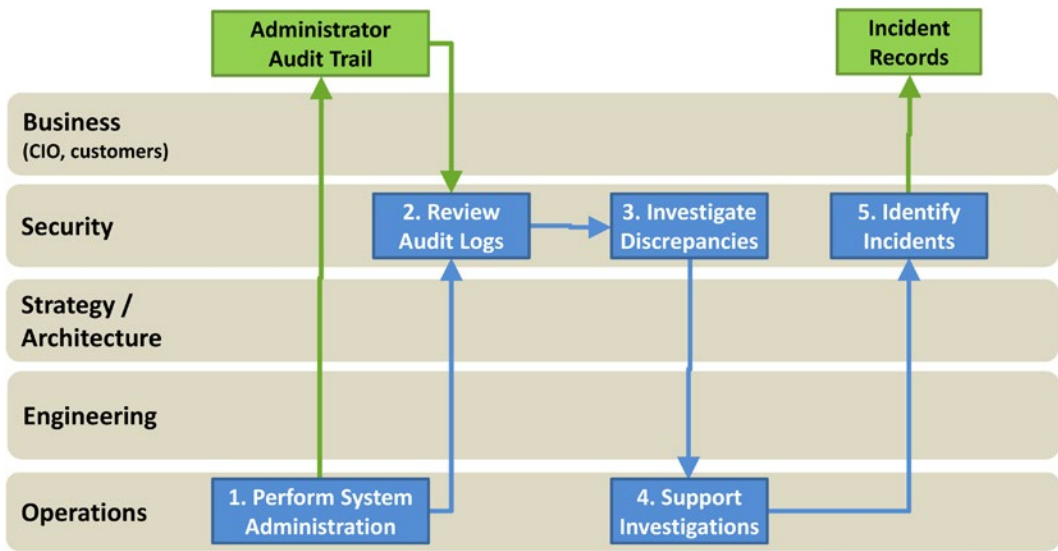 Administrator
Audit Trail
Incident
Records
Business
(CIO, customers)
Security
2. Review
Audit Logs
3. Investigate
Discrepancies
5. Identify
Incidents
Strategy /
Architecture
Engineering
Operations
1. Perform System
Administration
4. Support
Investigations